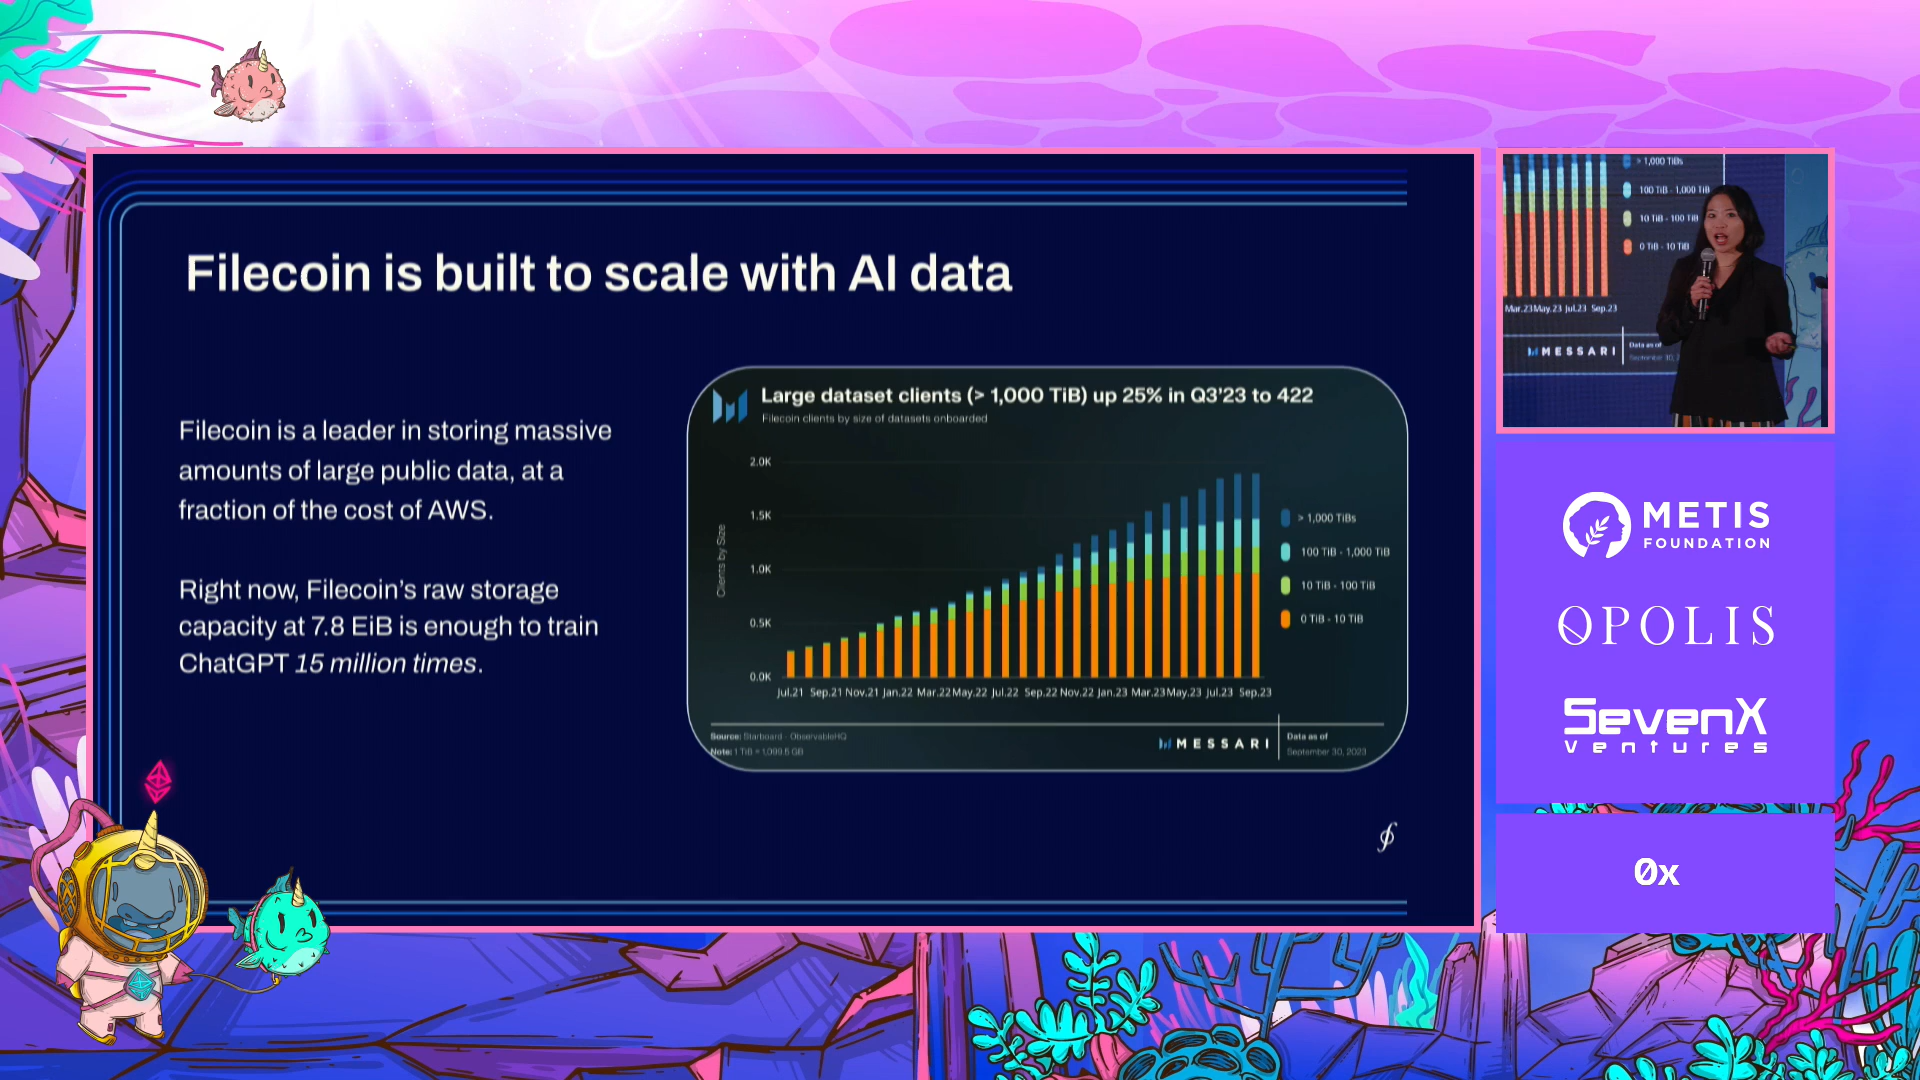 Filecoin is built to scale with AI data
Filecoin is a leader in storing massive
amounts of large public data, at a
fraction of the cost of AWS.
Right now, Filecoin’s raw storage
capacity at 7.8 EiB is enough to train
ChatGPT 15 million times.
Large dataset clients (> 1,000 TiB) up 25% in Q3'23 to 422
Filecoin clients by size of datasets onboarded
Clients by Size
2.0K
1.5K
1.0K
0.5K
0.0K
Jul.21 Sep.21 Nov.21 Jan.22 Mar.22 May.22 Jul.22 Sep.22 Nov.22 Jan.23 Mar.23 May.23 Jul.23 Sep.23
> 1,000 TiBs
100 TiB - 1,000 TiB
10 TiB - 100 TiB
0 TiB - 10 TiB
Source: Starboard - ObservableHQ
Note: 1 TiB = 1,099.5 GB
MESSARI
Data as of
September 30, 2023
> 1,000 TiBs
100 TiB - 1,000 TiB
10 TiB - 100 TiB
0 TiB - 10 TiB
Mar.23 May.23 Jul.23 Sep.23
MESSARI
Data as of
September 30, 2
METIS
FOUNDATION
OPOLIS
SevenX
Ventures
0x